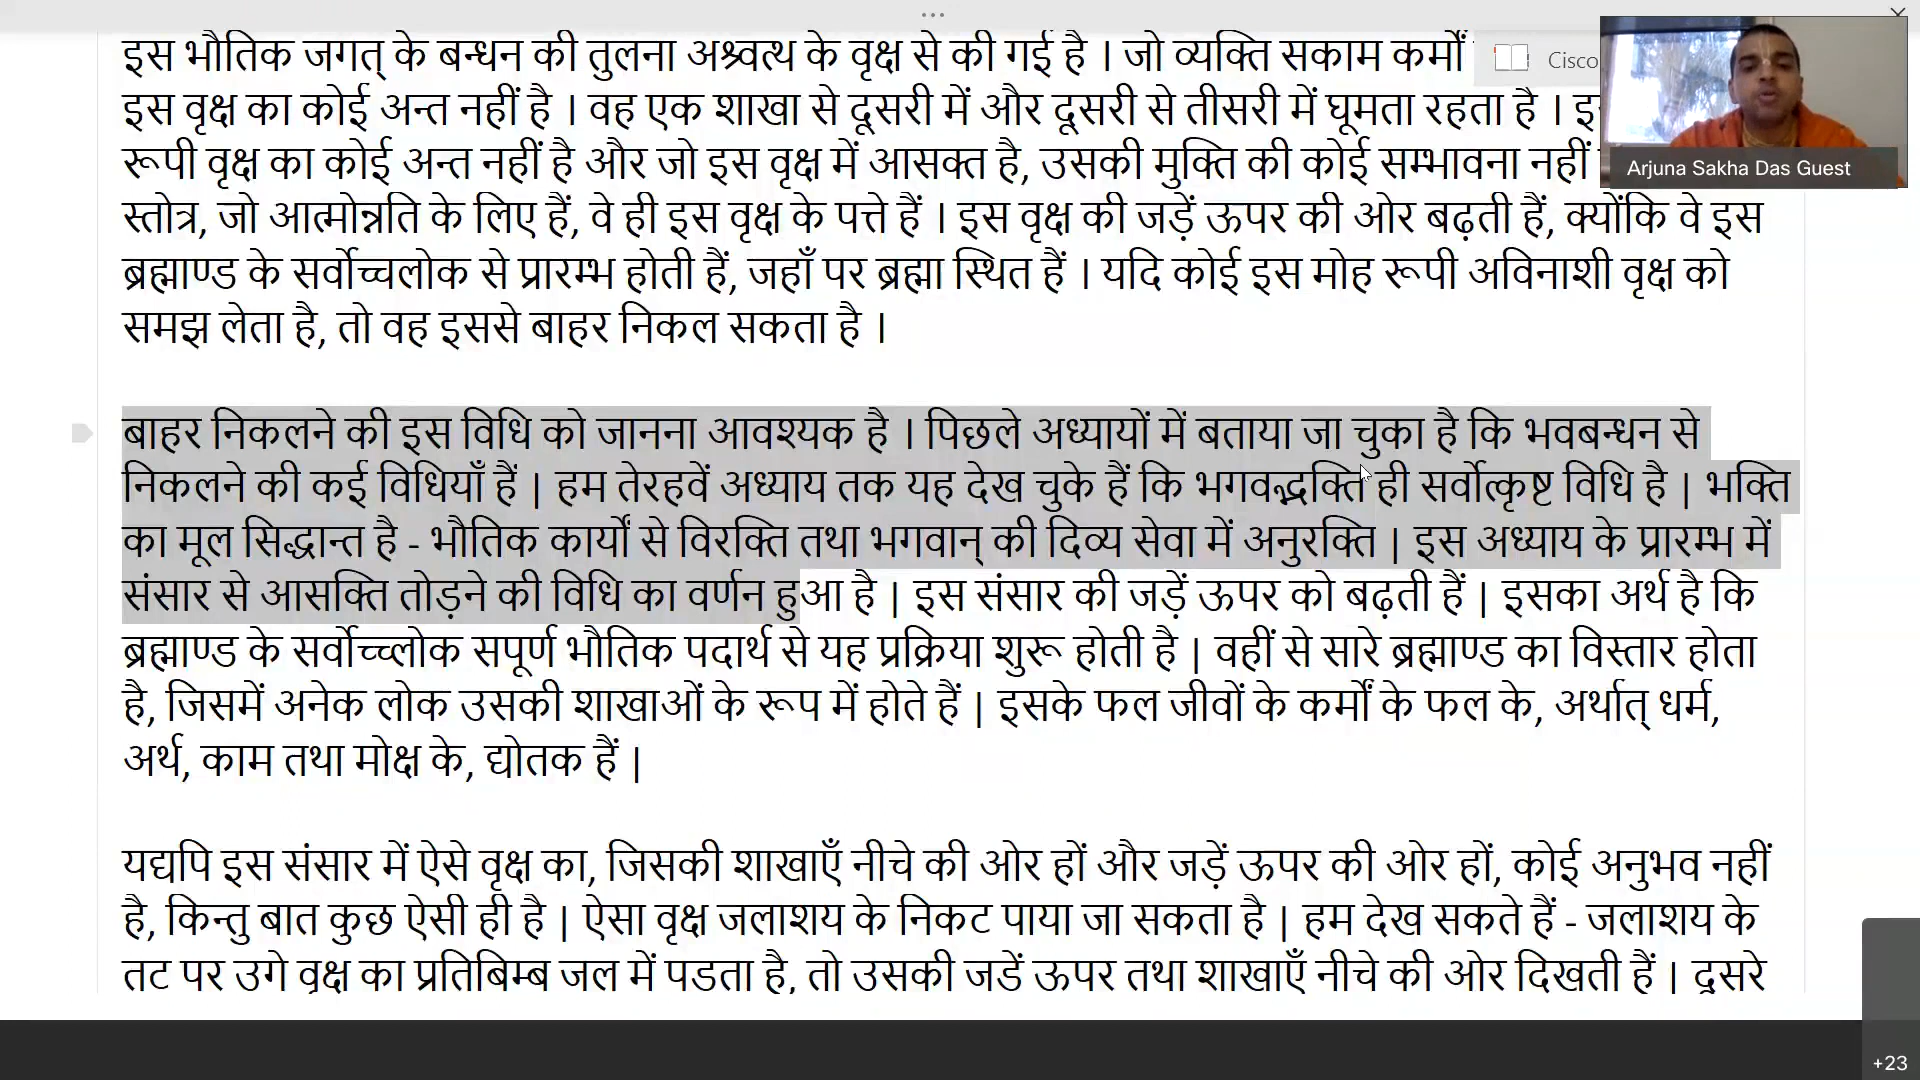 इस भौतिक जगत् के बन्धन की तुलना अश्वत्थ के वृक्ष से की गई है । जो व्यक्ति सकाम कर्मों
Cisco
इस वृक्ष का कोई अन्त नहीं है । वह एक शाखा से दूसरी में और दूसरी से तीसरी में घूमता रहता है ।
रूपी वृक्ष का कोई अन्त नहीं है और जो इस वृक्ष में आसक्त है, उसकी मुक्ति की कोई सम्भावना नहीं
Arjuna Sakha Das Guest
स्तोत्र, जो आत्मोन्नति के लिए हैं, वे ही इस वृक्ष के पत्ते हैं । इस वृक्ष की जड़ें ऊपर की ओर बढ़ती हैं, क्योंकि वे इस
ब्रह्माण्ड के सर्वोच्चलोक से प्रारम्भ होती हैं, जहाँ पर ब्रह्मा स्थित हैं । यदि कोई इस मोह रूपी अविनाशी वृक्ष को
समझ लेता है, तो वह इससे बाहर निकल सकता है ।
बाहर निकलने की इस विधि को जानना आवश्यक है । पिछले अध्यायों में बताया जा चुका है कि भवबन्धन से
निकलने की कई विधियाँ हैं | हम तेरहवें अध्याय तक यह देख चुके हैं कि भगवद्भक्ति ही सर्वोत्कृष्ट विधि है | भक्ति
का मूल सिद्धान्त है - भौतिक कार्यों से विरक्ति तथा भगवान् की दिव्य सेवा में अनुरक्ति | इस अध्याय के प्रारम्भ में
संसार से आसक्ति तोड़ने की विधि का वर्णन हुआ है | इस संसार की जड़ें ऊपर को बढ़ती हैं | इसका अर्थ है कि
ब्रह्माण्ड के सर्वोच्च्लोक सपूर्ण भौतिक पदार्थ से यह प्रक्रिया शुरू होती है | वहीं से सारे ब्रह्माण्ड का विस्तार होता
है, जिसमें अनेक लोक उसकी शाखाओं के रूप में होते हैं | इसके फल जीवों के कर्मों के फल के, अर्थात् धर्म,
अर्थ, काम तथा मोक्ष के, द्योतक हैं |
यद्यपि इस संसार में ऐसे वृक्ष का, जिसकी शाखाएँ नीचे की ओर हों और जड़ें ऊपर की ओर हों, कोई अनुभव नहीं
है, किन्तु बात कुछ ऐसी ही है | ऐसा वृक्ष जलाशय के निकट पाया जा सकता है | हम देख सकते हैं - जलाशय के
तट पर उगे वृक्ष का प्रतिबिम्ब जल में पडता है, तो उसकी जडें ऊपर तथा शाखाएँ नीचे की ओर दिखती हैं | दूसरे
+23